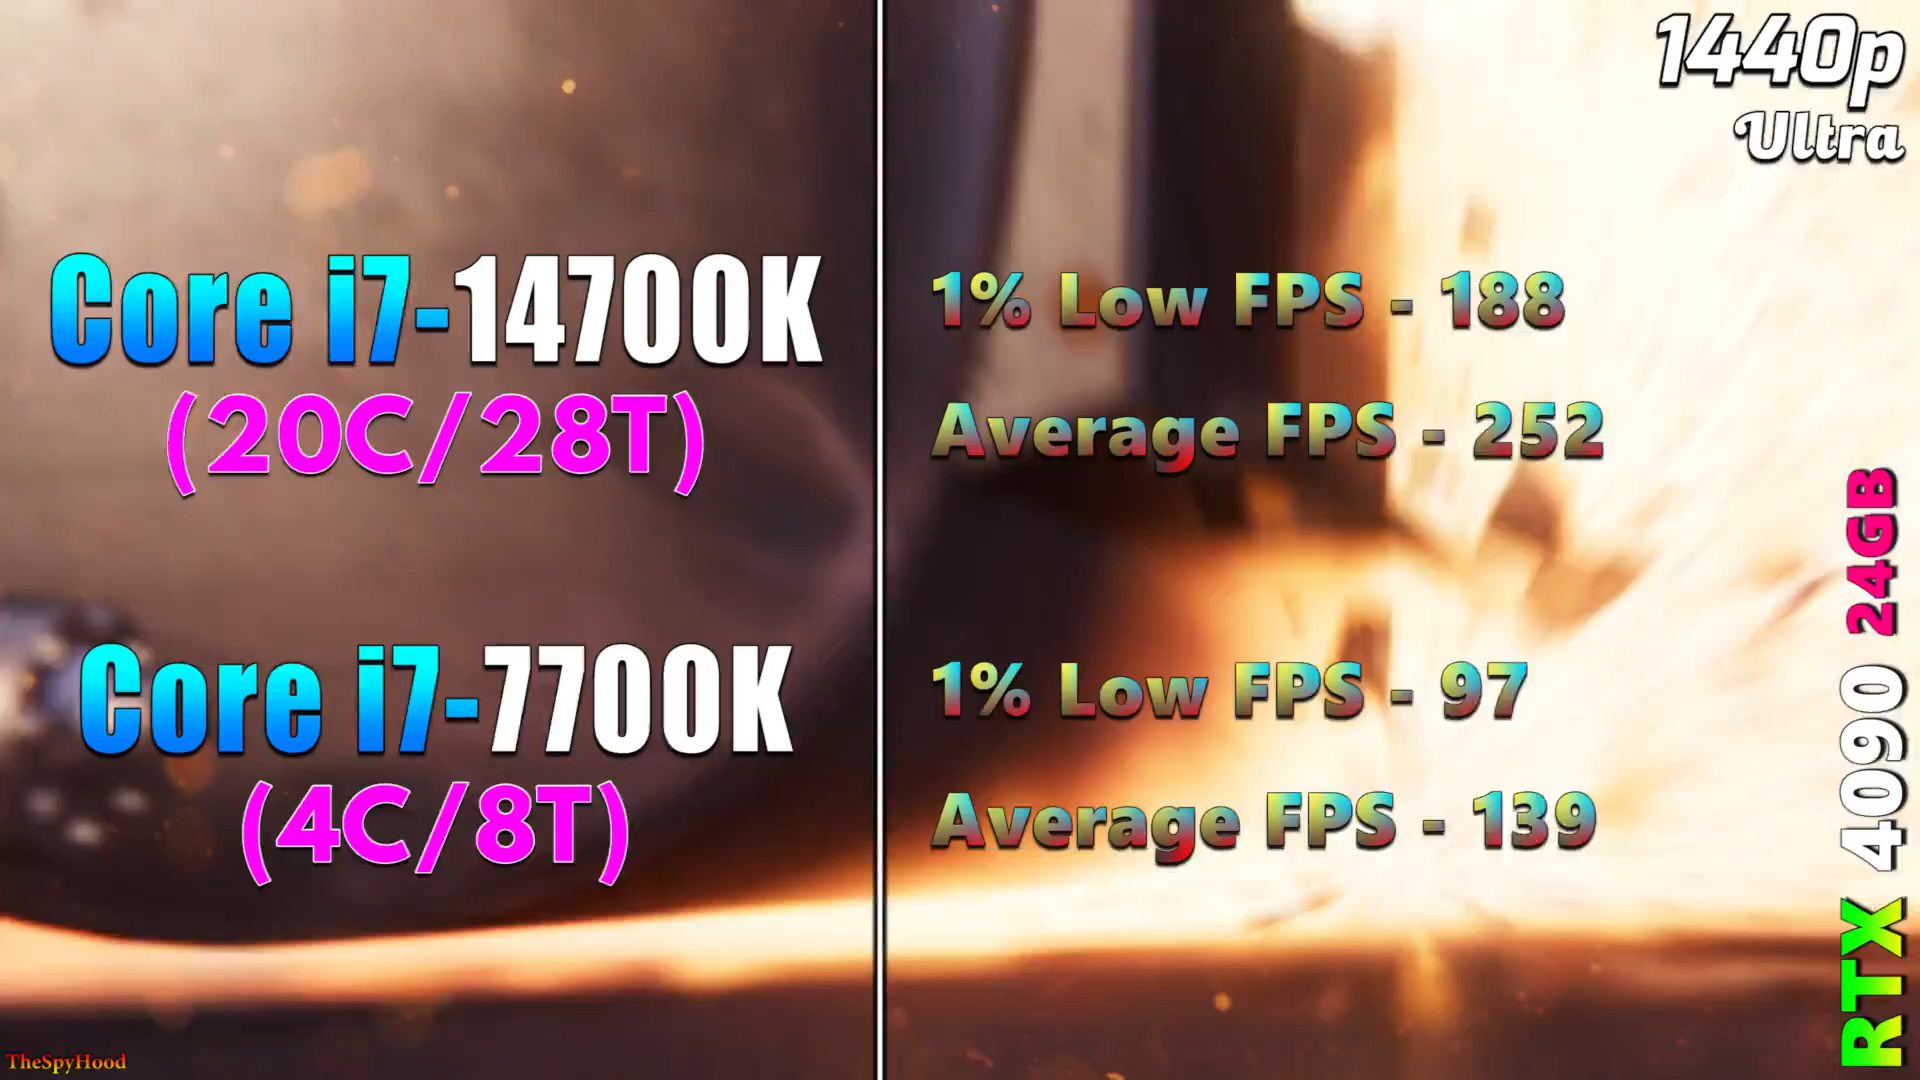 1440p
Ultra
Core i7-14700K
(20C/28T)
1% Low FPS - 188
Average FPS - 252
Core i7-7700K
(4C/8T)
1% Low FPS - 97
Average FPS - 139
RTX 4090 24GB
TheSpyHood